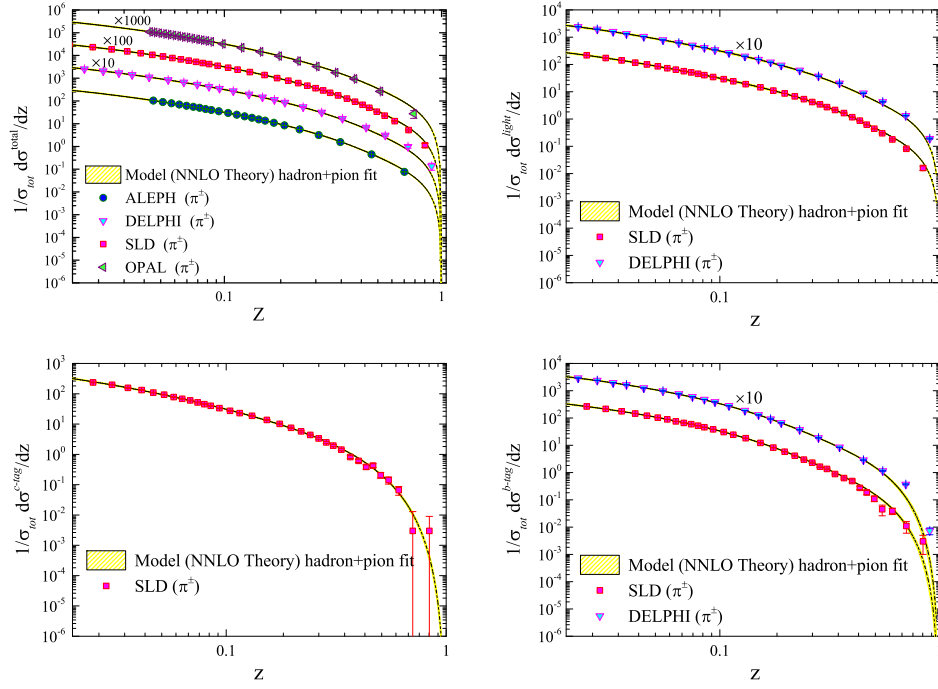 1/σ_tot dσ^total/dz
10^6
10^5
10^4
10^3
10^2
10^1
10^0
10^-1
10^-2
10^-3
10^-4
10^-5
10^-6
×1000
×100
×10
Model (NNLO Theory) hadron+pion fit
ALEPH (π±)
DELPHI (π±)
SLD (π±)
OPAL (π±)
0.1
1
z
1/σ_tot dσ^light/dz
10^4
10^3
10^2
10^1
10^0
10^-1
10^-2
10^-3
10^-4
10^-5
10^-6
×10
Model (NNLO Theory) hadron+pion fit
SLD (π±)
DELPHI (π±)
0.1
z
1/σ_tot dσ^c-tag/dz
10^3
10^2
10^1
10^0
10^-1
10^-2
10^-3
10^-4
10^-5
10^-6
Model (NNLO Theory) hadron+pion fit
SLD (π±)
0.1
1
z
1/σ_tot dσ^b-tag/dz
10^4
10^3
10^2
10^1
10^0
10^-1
10^-2
10^-3
10^-4
10^-5
10^-6
×10
Model (NNLO Theory) hadron+pion fit
SLD (π±)
DELPHI (π±)
0.1
z